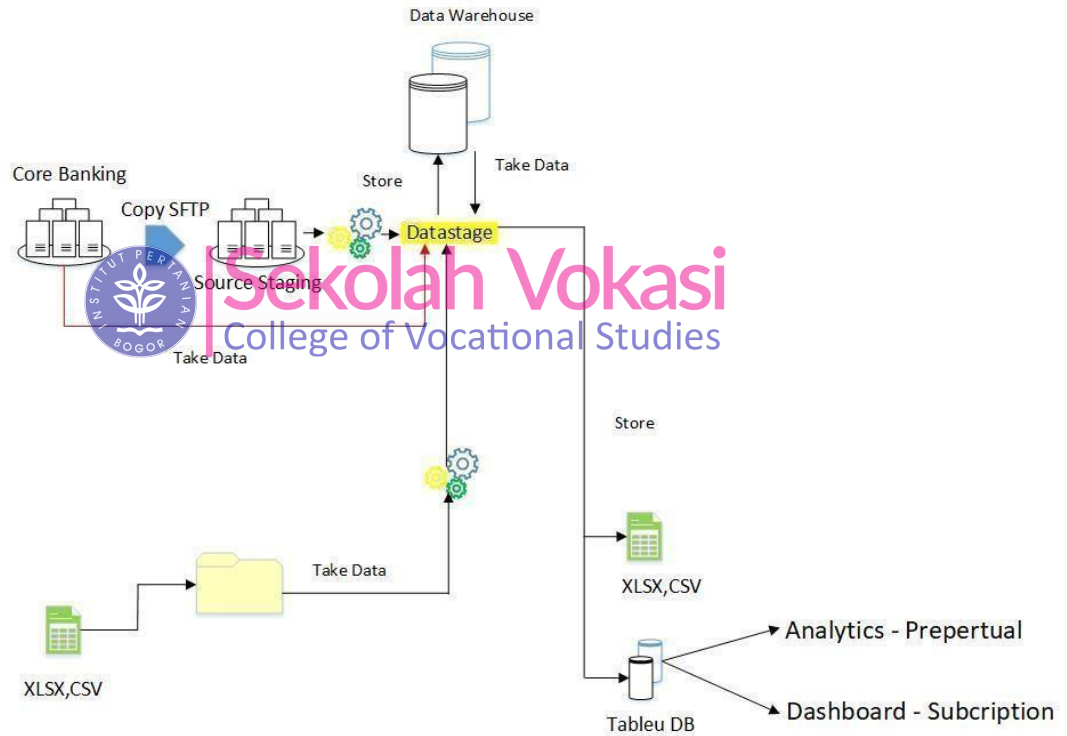 Data Warehouse
Take Data
Store
Core Banking
Copy SFTP
Datastage
Source Staging
INSTITUT PERTANIAN
BOGOR
Sekolah Vokasi
College of Vocational Studies
Take Data
Store
Take Data
XLSX,CSV
XLSX,CSV
Analytics - Prepertual
Dashboard - Subcription
Tableu DB